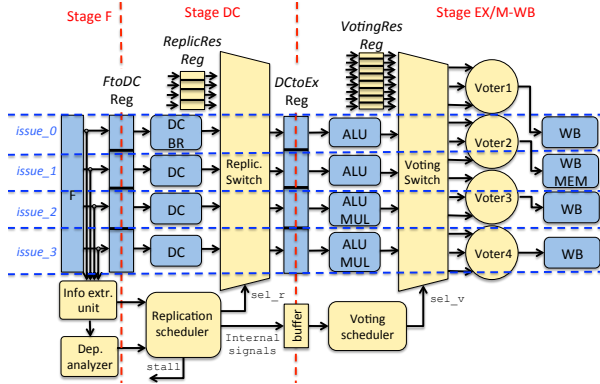 Stage F
Stage DC
Stage EX/M-WB
ReplicRes
Reg
VotingRes
Reg
FtoDC
Reg
DCtoEx
Reg
Voter1
issue_0
DC
BR
ALU
WB
Voter2
issue_1
F
DC
Replic.
Switch
ALU
Voting
Switch
WB
MEM
issue_2
DC
ALU
MUL
Voter3
WB
issue_3
DC
ALU
MUL
Voter4
WB
Info extr.
unit
sel_r
sel_v
Replication
scheduler
buffer
Voting
scheduler
Internal
signals
Dep.
analyzer
stall